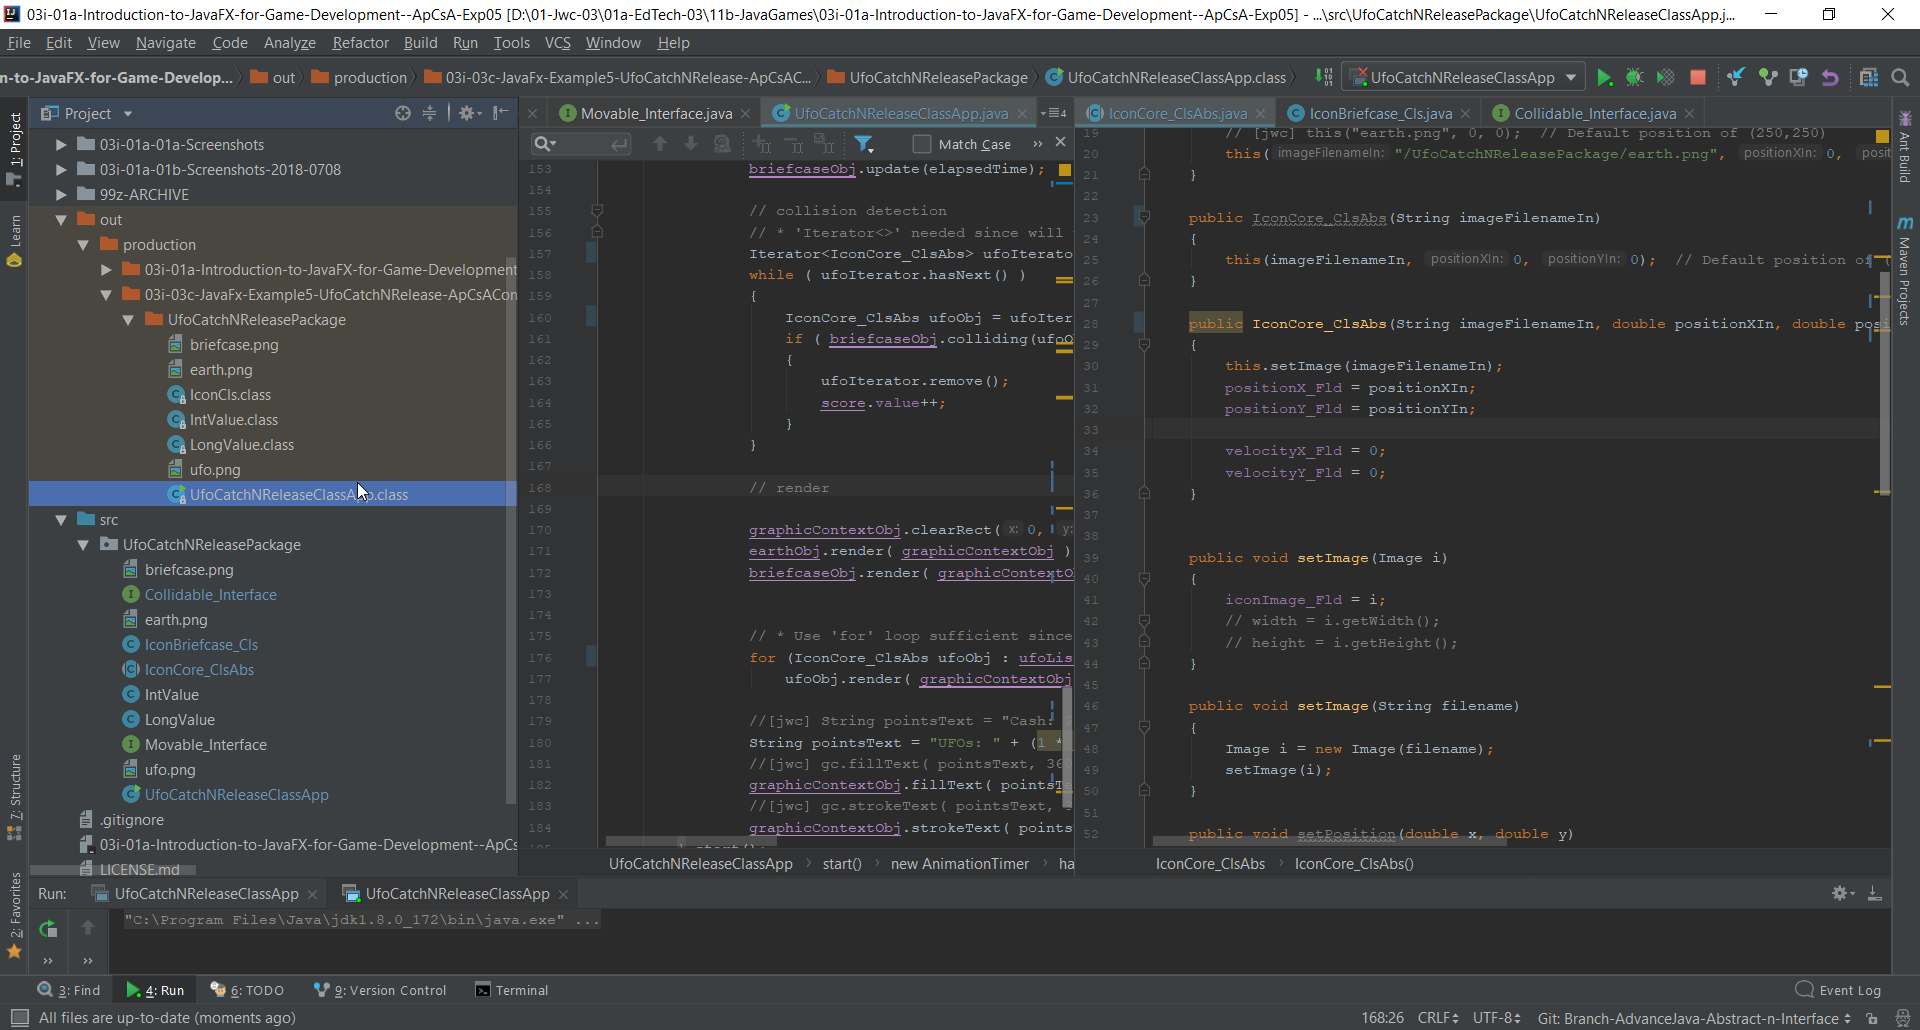 03i-01a-Introduction-to-JavaFX-for-Game-Development--ApCsA-Exp05 [D:\01-Jwc-03\01a-EdTech-03\11b-JavaGames\03i-01a-Introduction-to-JavaFX-for-Game-Development--ApCsA-Exp05] - ...\src\UfoCatchNReleasePackage\UfoCatchNReleaseClassApp.j...
File Edit View Navigate Code Analyze Refactor Build Run Tools VCS Window Help
n-to-JavaFX-for-Game-Develop... out production 03i-03c-JavaFx-Example5-UfoCatchNRelease-ApCsAC... UfoCatchNReleasePackage UfoCatchNReleaseClassApp.class UfoCatchNReleaseClassApp
1: Project
Learn
7: Structure
2: Favorites
Project
03i-01a-01a-Screenshots
03i-01a-01b-Screenshots-2018-0708
99z-ARCHIVE
out
production
03i-01a-Introduction-to-JavaFX-for-Game-Development
03i-03c-JavaFx-Example5-UfoCatchNRelease-ApCsACon
UfoCatchNReleasePackage
briefcase.png
earth.png
IconCls.class
IntValue.class
LongValue.class
ufo.png
UfoCatchNReleaseClassApp.class
src
UfoCatchNReleasePackage
briefcase.png
Collidable_Interface
earth.png
IconBriefcase_Cls
IconCore_ClsAbs
IntValue
LongValue
Movable_Interface
ufo.png
UfoCatchNReleaseClassApp
.gitignore
03i-01a-Introduction-to-JavaFX-for-Game-Development--ApCs
LICENSE.md
Movable_Interface.java UfoCatchNReleaseClassApp.java
Match Case
153 briefcaseObj.update(elapsedTime);
154
155 // collision detection
156 // * 'Iterator<>' needed since will
157 Iterator<IconCore_ClsAbs> ufoIterato
158 while ( ufoIterator.hasNext() )
159 {
160 IconCore_ClsAbs ufoObj = ufoIter
161 if ( briefcaseObj.colliding(ufoO
162 {
163 ufoIterator.remove();
164 score.value++;
165 }
166 }
167
168 // render
169
170 graphicContextObj.clearRect( x: 0, y:
171 earthObj.render( graphicContextObj )
172 briefcaseObj.render( graphicContextO
173
174
175 // * Use 'for' loop sufficient since
176 for (IconCore_ClsAbs ufoObj : ufoLis
177 ufoObj.render( graphicContextObj
178
179 //[jwc] String pointsText = "Cash:
180 String pointsText = "UFOs: " + (1 *
181 //[jwc] gc.fillText( pointsText, 36
182 graphicContextObj.fillText( pointsTe
183 //[jwc] gc.strokeText( pointsText,
184 graphicContextObj.strokeText( points
UfoCatchNReleaseClassApp start() new AnimationTimer ha
4 IconCore_ClsAbs.java IconBriefcase_Cls.java Collidable_Interface.java
19 // [jwc] this("earth.png", 0, 0); // Default position of (250,250)
20 this( imageFilenameIn: "/UfoCatchNReleasePackage/earth.png", positionXIn: 0, posit
21 }
22
23 public IconCore_ClsAbs(String imageFilenameIn)
24 {
25 this(imageFilenameIn, positionXIn: 0, positionYIn: 0); // Default position of (
26 }
27
28 public IconCore_ClsAbs(String imageFilenameIn, double positionXIn, double posi
29 {
30 this.setImage(imageFilenameIn);
31 positionX_Fld = positionXIn;
32 positionY_Fld = positionYIn;
33
34 velocityX_Fld = 0;
35 velocityY_Fld = 0;
36 }
37
38
39 public void setImage(Image i)
40 {
41 iconImage_Fld = i;
42 // width = i.getWidth();
43 // height = i.getHeight();
44 }
45
46 public void setImage(String filename)
47 {
48 Image i = new Image(filename);
49 setImage(i);
50 }
51
52 public void setPosition(double x, double y)
IconCore_ClsAbs IconCore_ClsAbs()
Ant Build
Maven Projects
Run: UfoCatchNReleaseClassApp UfoCatchNReleaseClassApp
"C:\Program Files\Java\jdk1.8.0_172\bin\java.exe" ...
3: Find 4: Run 6: TODO 9: Version Control Terminal Event Log
All files are up-to-date (moments ago) 168:26 CRLF UTF-8 Git: Branch-AdvanceJava-Abstract-n-Interface